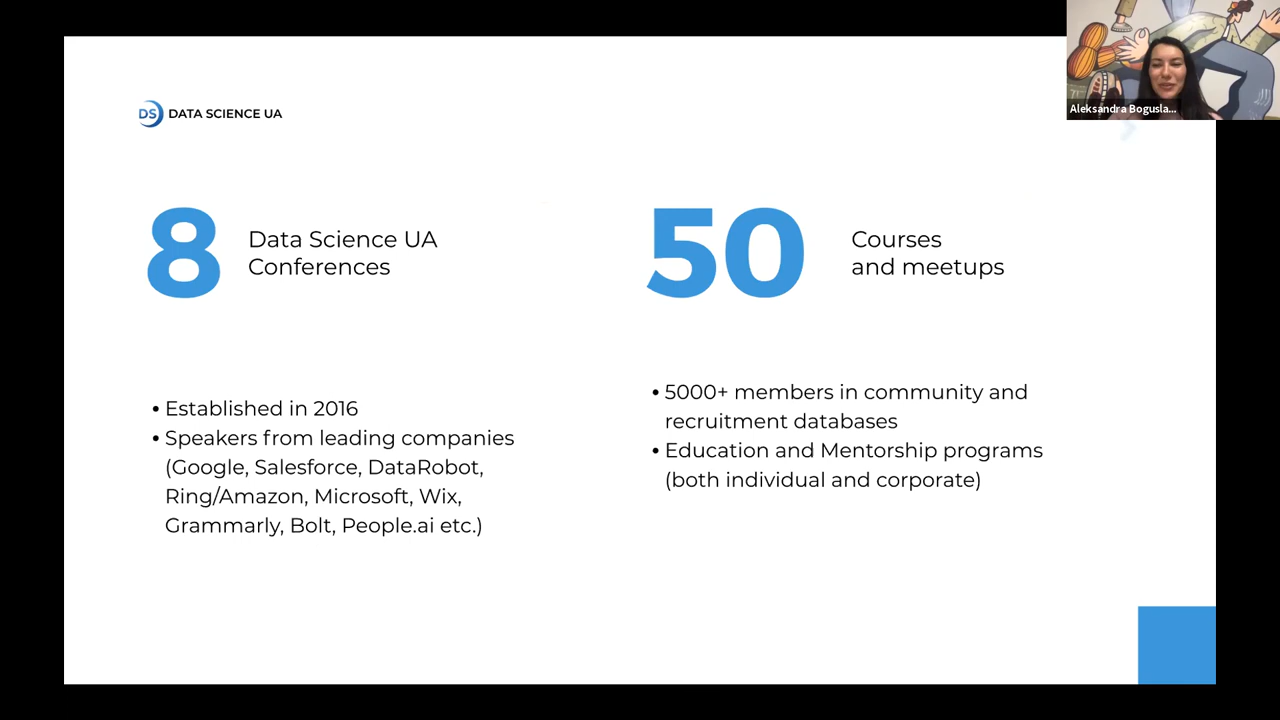 Aleksandra Bogusla...
DS DATA SCIENCE UA
8
Data Science UA
Conferences
50
Courses
and meetups
• Established in 2016
• Speakers from leading companies
(Google, Salesforce, DataRobot,
Ring/Amazon, Microsoft, Wix,
Grammarly, Bolt, People.ai etc.)
• 5000+ members in community and
recruitment databases
• Education and Mentorship programs
(both individual and corporate)